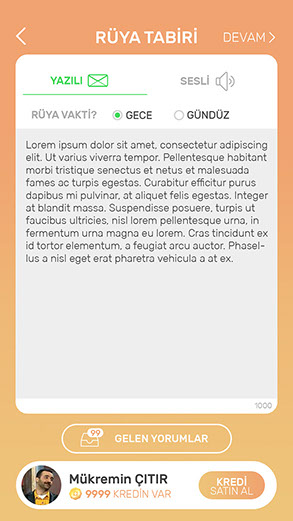 RÜYA TABİRİ
DEVAM
YAZILI
SESLİ
RÜYA VAKTİ? GECE GÜNDÜZ
Lorem ipsum dolor sit amet, consectetur adipiscing
elit. Ut varius viverra tempor. Pellentesque habitant
morbi tristique senectus et netus et malesuada
fames ac turpis egestas. Curabitur efficitur purus
dapibus mi pulvinar, at aliquet felis egestas. Integer
at blandit massa. Suspendisse posuere, turpis ut
faucibus ultricies, nisl lorem pellentesque urna, in
fermentum urna magna eu lorem. Cras tincidunt ex
id tortor elementum, a feugiat arcu auctor. Phasel-
lus a nisl eget erat pharetra vehicula a at ex.
1000
99
GELEN YORUMLAR
Mükremin ÇITIR
9999 KREDİN VAR
KREDİ
SATIN AL